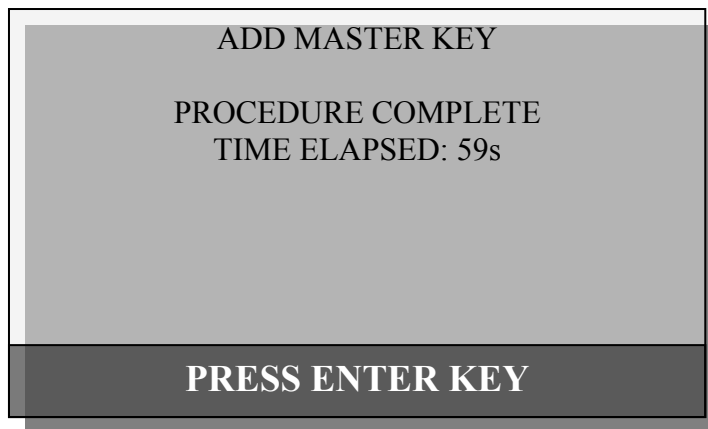 ADD MASTER KEY
PROCEDURE COMPLETE
TIME ELAPSED: 59s
PRESS ENTER KEY